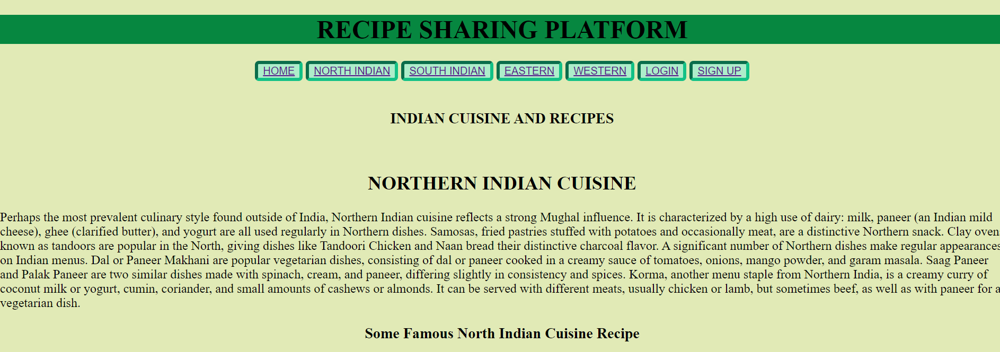 RECIPE SHARING PLATFORM
HOME NORTH INDIAN SOUTH INDIAN EASTERN WESTERN LOGIN SIGN UP
INDIAN CUISINE AND RECIPES
NORTHERN INDIAN CUISINE
Perhaps the most prevalent culinary style found outside of India, Northern Indian cuisine reflects a strong Mughal influence. It is characterized by a high use of dairy: milk, paneer (an Indian mild
cheese), ghee (clarified butter), and yogurt are all used regularly in Northern dishes. Samosas, fried pastries stuffed with potatoes and occasionally meat, are a distinctive Northern snack. Clay ovens
known as tandoors are popular in the North, giving dishes like Tandoori Chicken and Naan bread their distinctive charcoal flavor. A significant number of Northern dishes make regular appearances
on Indian menus. Dal or Paneer Makhani are popular vegetarian dishes, consisting of dal or paneer cooked in a creamy sauce of tomatoes, onions, mango powder, and garam masala. Saag Paneer
and Palak Paneer are two similar dishes made with spinach, cream, and paneer, differing slightly in consistency and spices. Korma, another menu staple from Northern India, is a creamy curry of
coconut milk or yogurt, cumin, coriander, and small amounts of cashews or almonds. It can be served with different meats, usually chicken or lamb, but sometimes beef, as well as with paneer for a
vegetarian dish.
Some Famous North Indian Cuisine Recipe